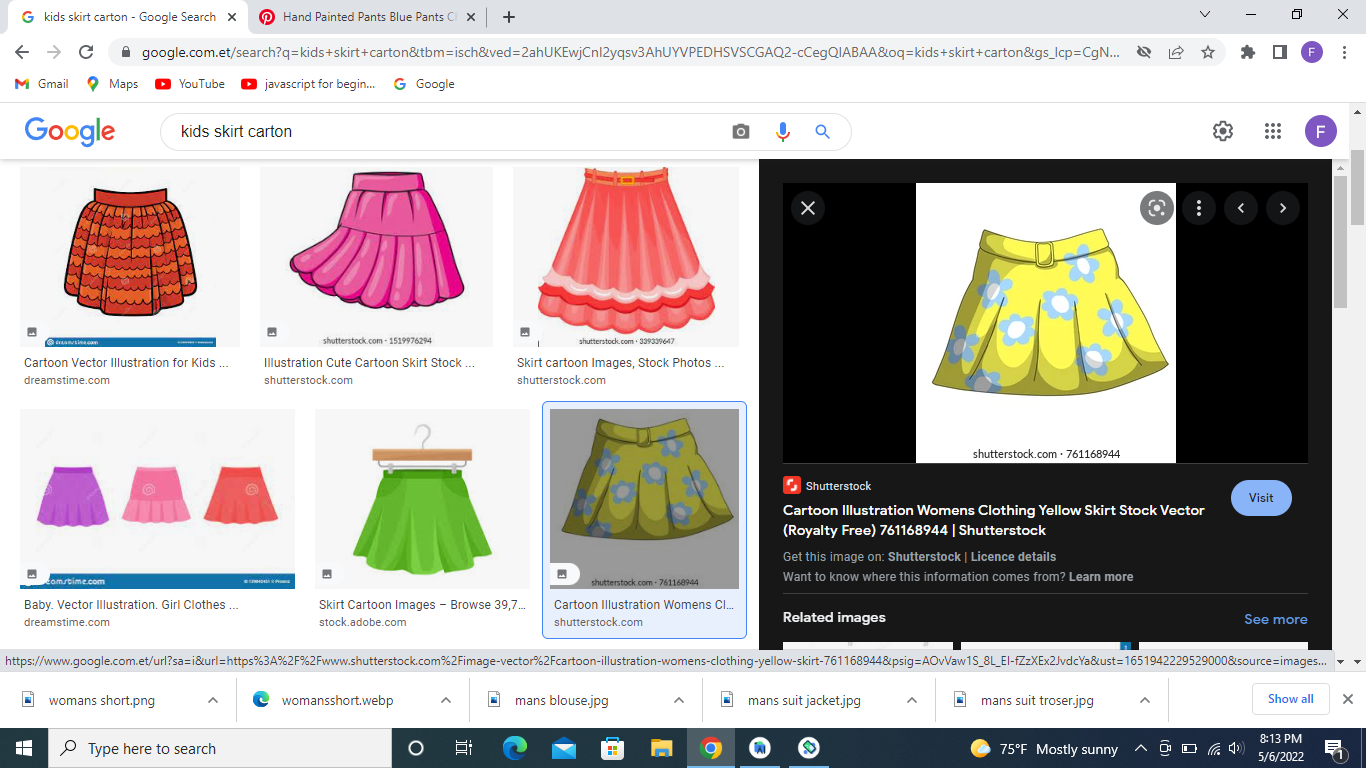 kids skirt carton - Google Search
Hand Painted Pants Blue Pants C
google.com.et/search?q=kids+skirt+carton&tbm=isch&ved=2ahUKEwjCnI2yqsv3AhUYVPEDHSVSCGAQ2-cCegQIABAA&oq=kids+skirt+carton&gs_lcp=CgN...
F
Gmail
Maps
YouTube
javascript for begin...
Google
Google
kids skirt carton
F
dreamstime.com
shutterstock.com · 1519976294
shutterstock.com · 339339647
Cartoon Vector Illustration for Kids ...
dreamstime.com
Illustration Cute Cartoon Skirt Stock ...
shutterstock.com
Skirt cartoon Images, Stock Photos ...
shutterstock.com
shutterstock.com · 761168944
Baby. Vector Illustration. Girl Clothes ...
dreamstime.com
Skirt Cartoon Images – Browse 39,7...
stock.adobe.com
Cartoon Illustration Womens Cl...
shutterstock.com
shutterstock.com · 761168944
Shutterstock
Cartoon Illustration Womens Clothing Yellow Skirt Stock Vector
(Royalty Free) 761168944 | Shutterstock
Visit
Get this image on: Shutterstock | Licence details
Want to know where this information comes from? Learn more
Related images
See more
https://www.google.com.et/url?sa=i&url=https%3A%2F%2Fwww.shutterstock.com%2Fimage-vector%2Fcartoon-illustration-womens-clothing-yellow-skirt-761168944&psig=AOvVaw1S_8L_EI-fZzXEx2JvdcYa&ust=1651942229529000&source=images...
womans short.png
womansshort.webp
mans blouse.jpg
mans suit jacket.jpg
mans suit troser.jpg
Show all
Type here to search
75°F Mostly sunny
8:13 PM
5/6/2022
1